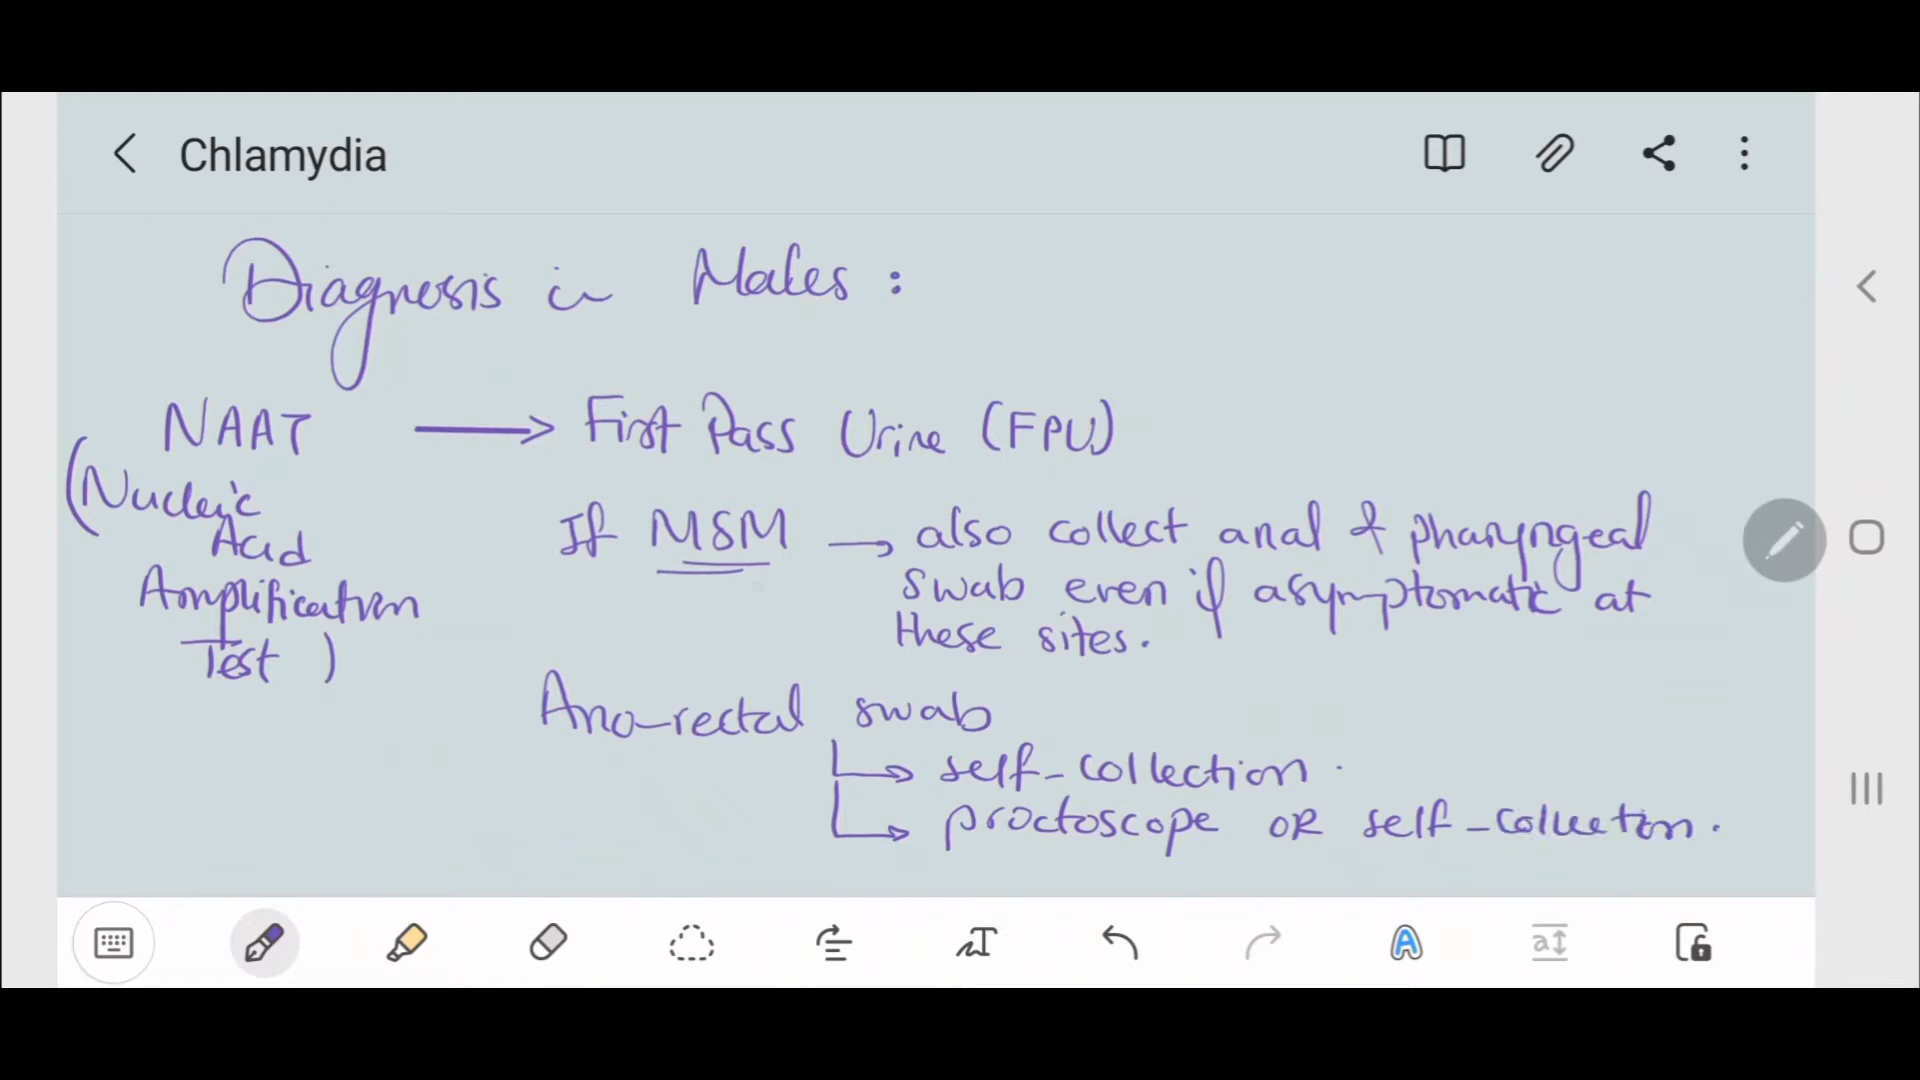 Chlamydia
Diagnosis in Males :
NAAT → First Pass Urine (FPU)
(Nucleic
Acid
Amplification
Test )
If MSM → also collect anal & pharyngeal
swab even if asymptomatic at
these sites.
Ano-rectal swab
→ self-collection.
→ proctoscope OR self-collection.